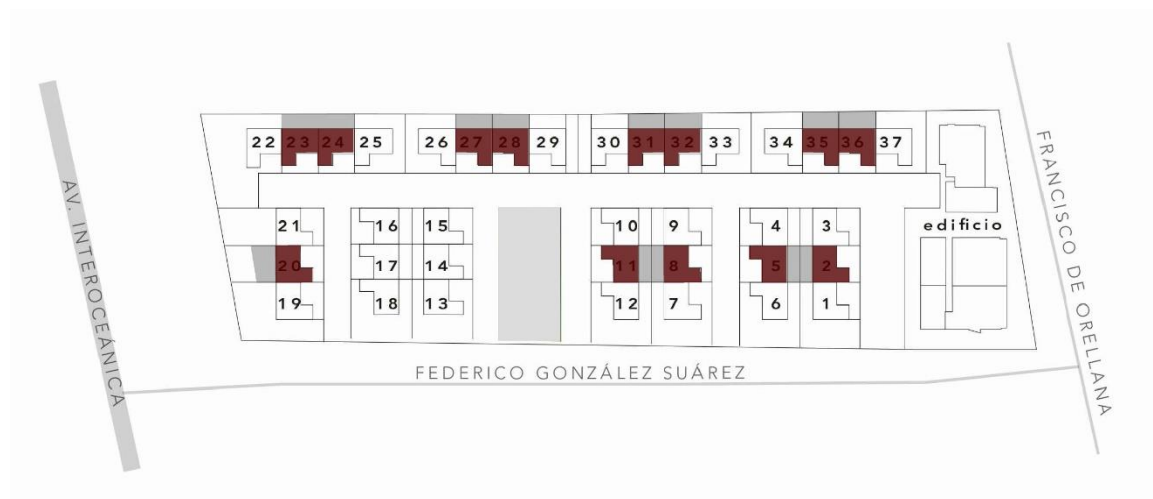 22 23 24 25 26 27 28 29 30 31 32 33 34 35 36 37
21 16 15 10 9 4 3 edificio
20 17 14 11 8 5 2
19 18 13 12 7 6 1
AV. INTEROCEÁNICA
FEDERICO GONZÁLEZ SUÁREZ
FRANCISCO DE ORELLANA